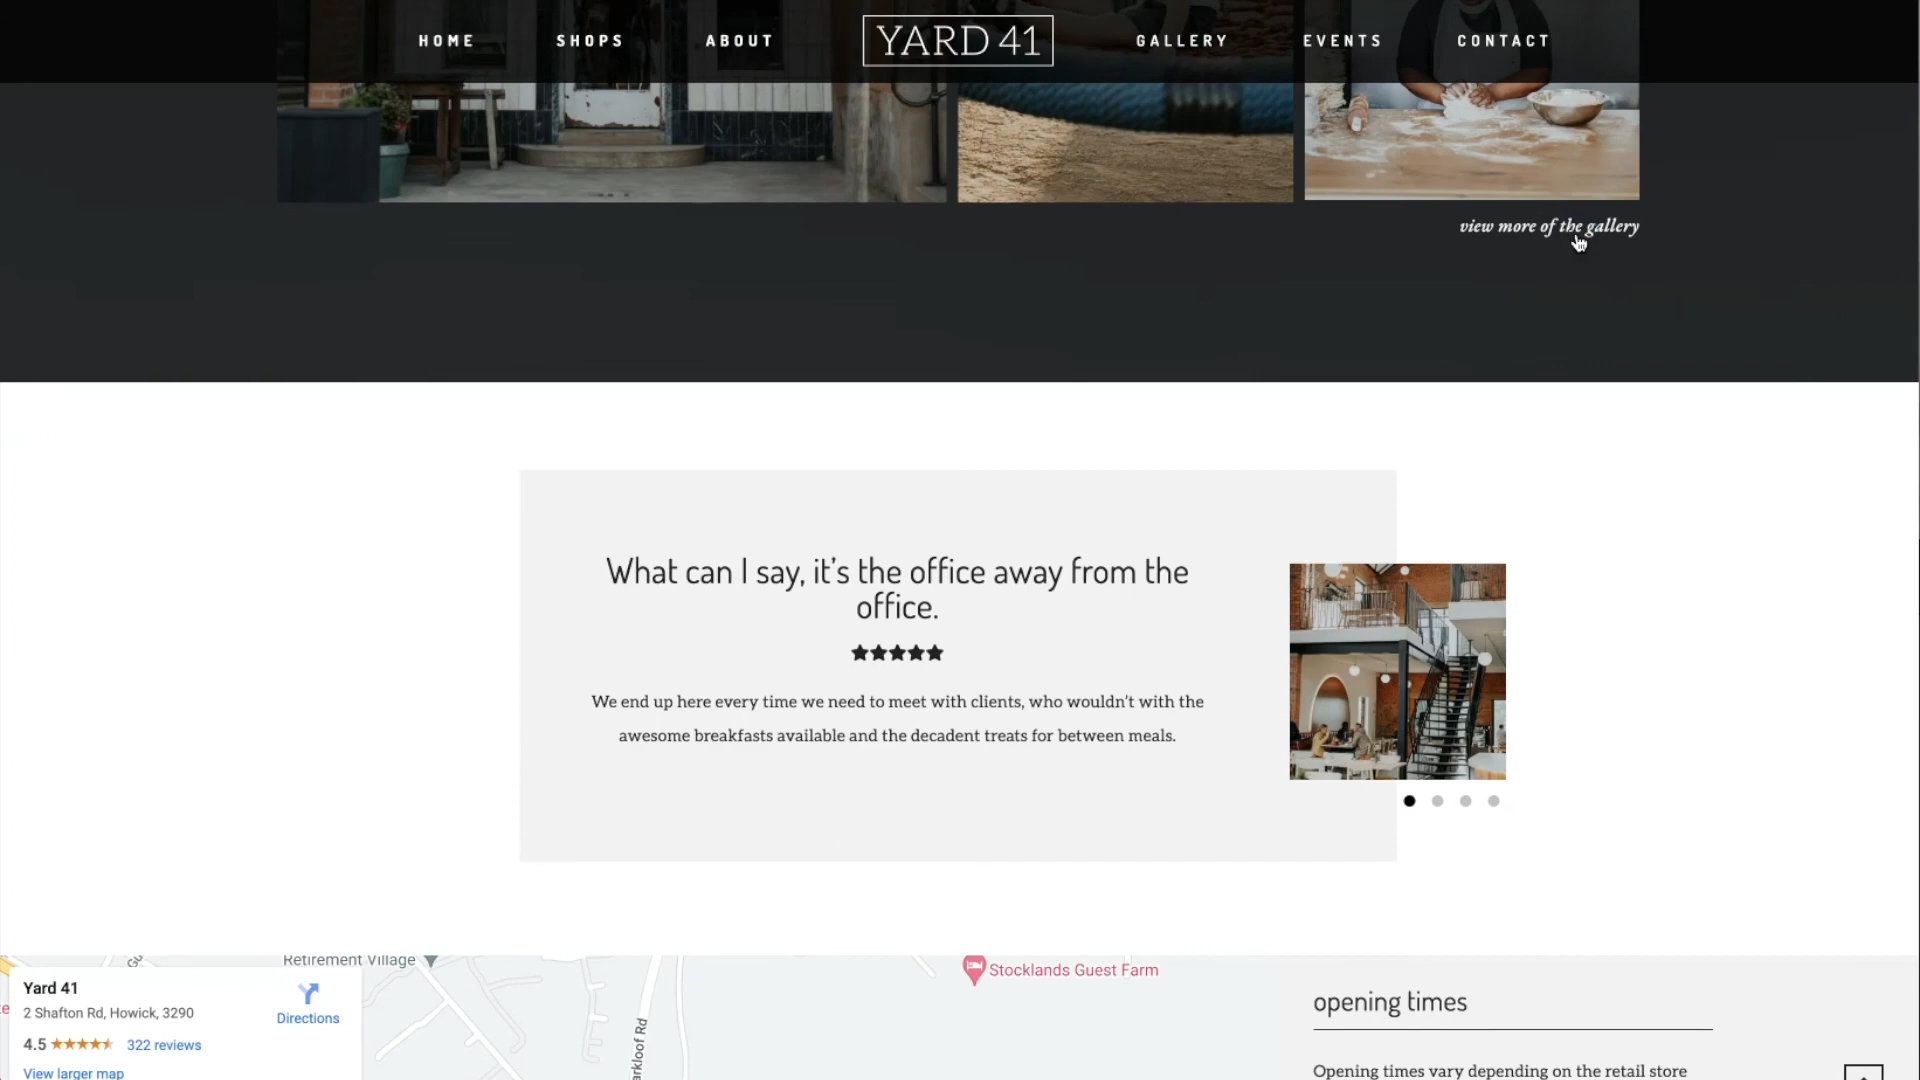 HOME SHOPS ABOUT YARD 41 GALLERY EVENTS CONTACT
view more of the gallery
What can I say, it's the office away from the
office.
We end up here every time we need to meet with clients, who wouldn't with the
awesome breakfasts available and the decadent treats for between meals.
Retirement Village
Stocklands Guest Farm
Yard 41
2 Shafton Rd, Howick, 3290
Directions
4.5 322 reviews
View larger map
arkloof Rd
opening times
Opening times vary depending on the retail store